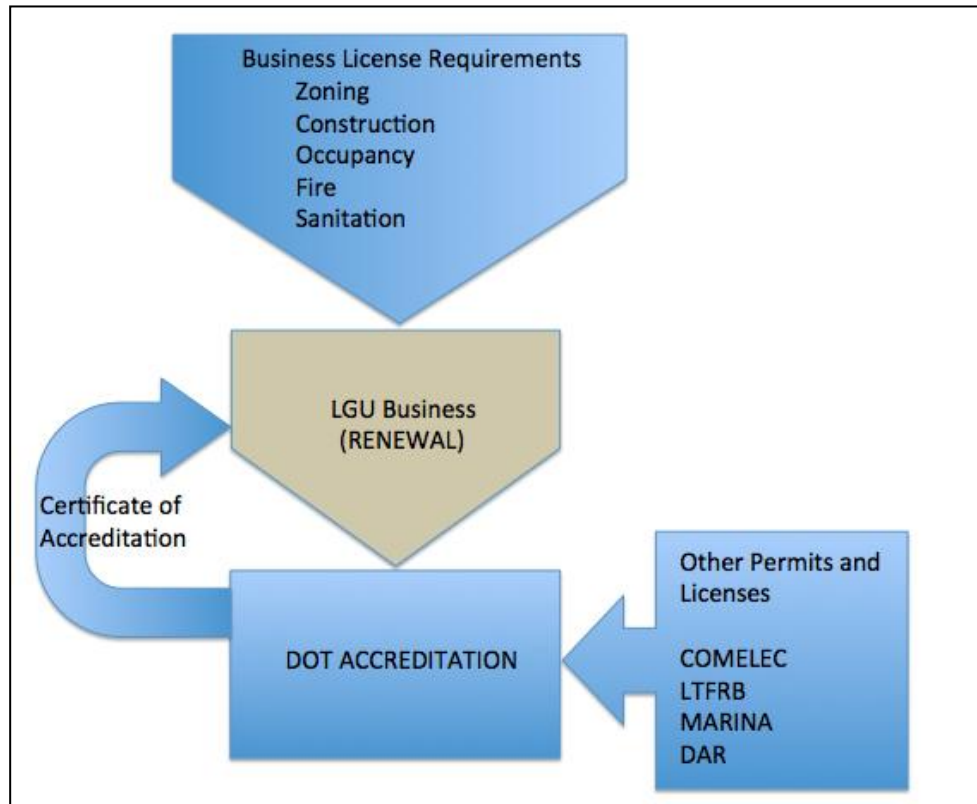 Business License Requirements
Zoning
Construction
Occupancy
Fire
Sanitation
LGU Business
(RENEWAL)
Certificate of
Accreditation
DOT ACCREDITATION
Other Permits and
Licenses
COMELEC
LTFRB
MARINA
DAR